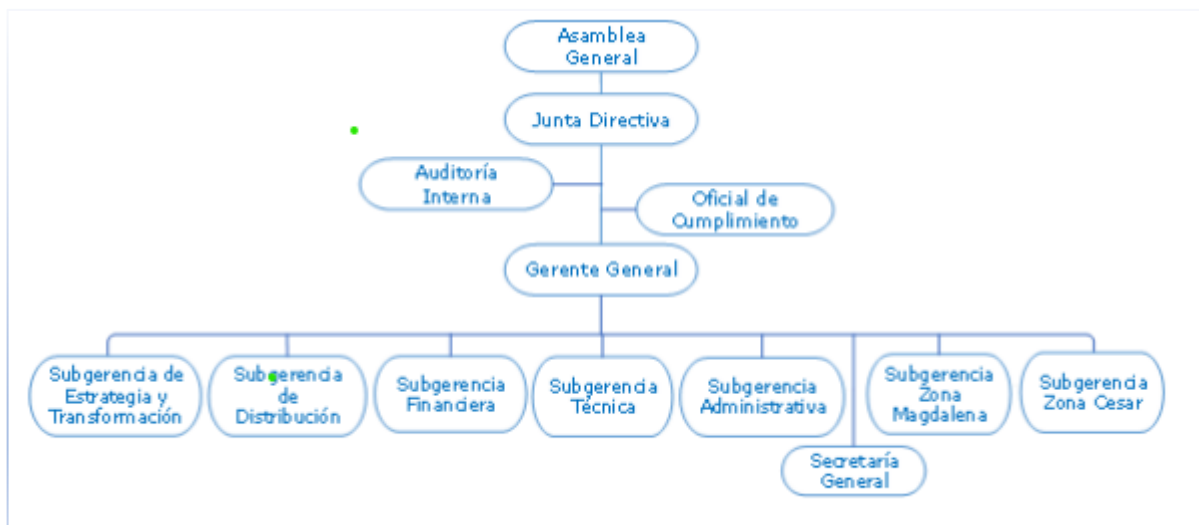 Asamblea
General
Junta Directiva
Auditoría
Interna
Oficial de
Cumplimiento
Gerente General
Subgerencia de
Estrategia y
Transformación
Subgerencia
de
Distribución
Subgerencia
Financiera
Subgerencia
Técnica
Subgerencia
Administrativa
Subgerencia
Zona
Magdalena
Subgerencia
Zona Cesar
Secretaría
General